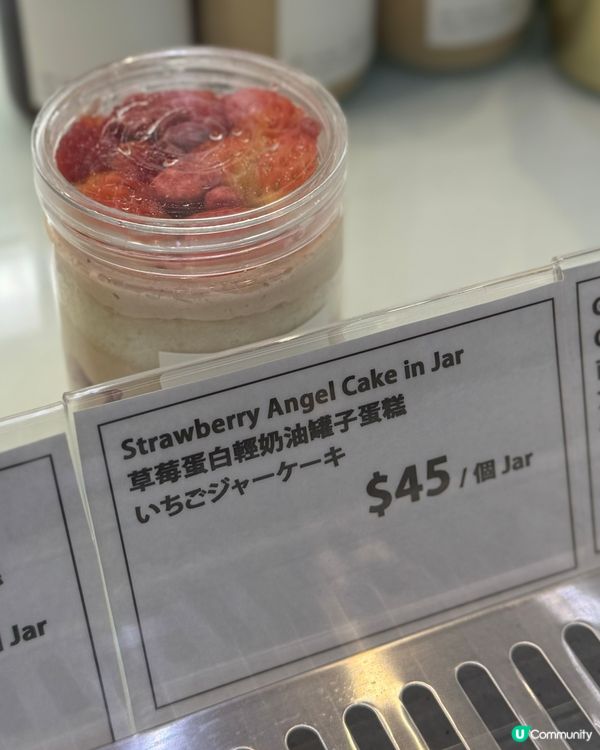 Strawberry Angel Cake in Jar
草莓蛋白輕奶油罐子蛋糕
いちごジャーケーキ
$45 / 個 Jar
Jar
U Community